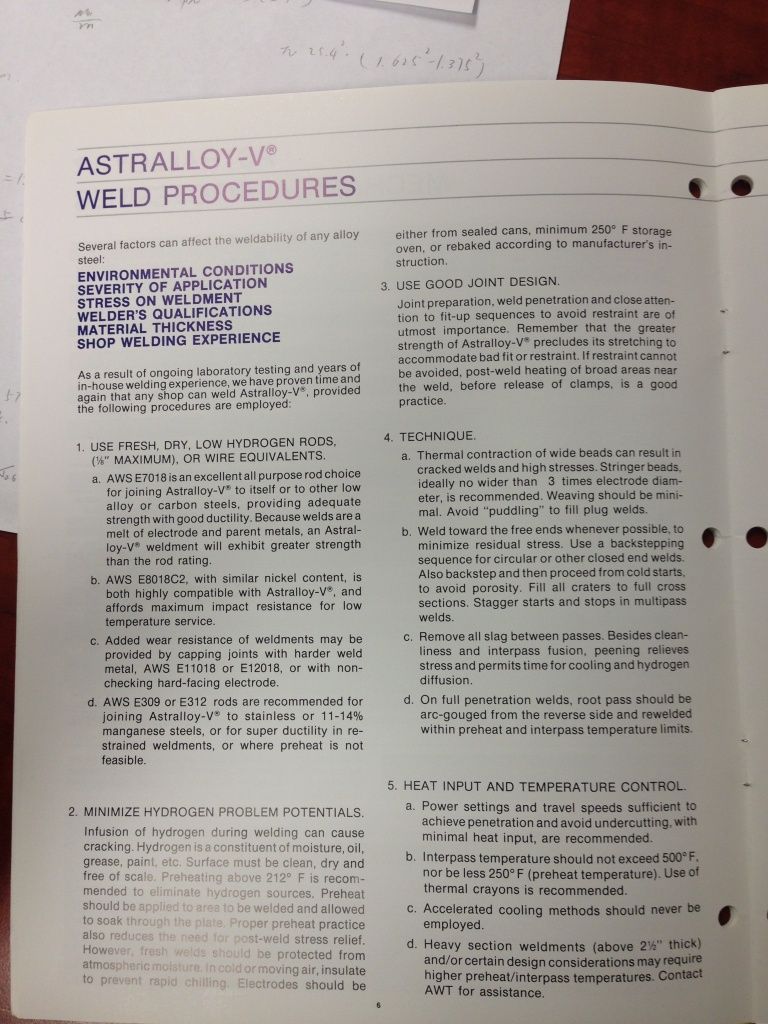 π 25.4². (1.625²-1.375²)
ASTRALLOY-V®
WELD PROCEDURES
Several factors can affect the weldability of any alloy
steel:
ENVIRONMENTAL CONDITIONS
SEVERITY OF APPLICATION
STRESS ON WELDMENT
WELDER'S QUALIFICATIONS
MATERIAL THICKNESS
SHOP WELDING EXPERIENCE
As a result of ongoing laboratory testing and years of
in-house welding experience, we have proven time and
again that any shop can weld Astralloy-V®, provided
the following procedures are employed:
1. USE FRESH, DRY, LOW HYDROGEN RODS,
(⅛" MAXIMUM), OR WIRE EQUIVALENTS.
a. AWS E7018 is an excellent all purpose rod choice
for joining Astralloy-V® to itself or to other low
alloy or carbon steels, providing adequate
strength with good ductility. Because welds are a
melt of electrode and parent metals, an Astral-
loy-V® weldment will exhibit greater strength
than the rod rating.
b. AWS E8018C2, with similar nickel content, is
both highly compatible with Astralloy-V®, and
affords maximum impact resistance for low
temperature service.
c. Added wear resistance of weldments may be
provided by capping joints with harder weld
metal, AWS E11018 or E12018, or with non-
checking hard-facing electrode.
d. AWS E309 or E312 rods are recommended for
joining Astralloy-V® to stainless or 11-14%
manganese steels, or for super ductility in re-
strained weldments, or where preheat is not
feasible.
2. MINIMIZE HYDROGEN PROBLEM POTENTIALS.
Infusion of hydrogen during welding can cause
cracking. Hydrogen is a constituent of moisture, oil,
grease, paint, etc. Surface must be clean, dry and
free of scale. Preheating above 212° F is recom-
mended to eliminate hydrogen sources. Preheat
should be applied to area to be welded and allowed
to soak through the plate. Proper preheat practice
also reduces the need for post-weld stress relief.
However, fresh welds should be protected from
atmospheric moisture. In cold or moving air, insulate
to prevent rapid chilling. Electrodes should be
either from sealed cans, minimum 250° F storage
oven, or rebaked according to manufacturer's in-
struction.
3. USE GOOD JOINT DESIGN.
Joint preparation, weld penetration and close atten-
tion to fit-up sequences to avoid restraint are of
utmost importance. Remember that the greater
strength of Astralloy-V® precludes its stretching to
accommodate bad fit or restraint. If restraint cannot
be avoided, post-weld heating of broad areas near
the weld, before release of clamps, is a good
practice.
4. TECHNIQUE.
a. Thermal contraction of wide beads can result in
cracked welds and high stresses. Stringer beads,
ideally no wider than 3 times electrode diam-
eter, is recommended. Weaving should be mini-
mal. Avoid "puddling" to fill plug welds.
b. Weld toward the free ends whenever possible, to
minimize residual stress. Use a backstepping
sequence for circular or other closed end welds.
Also backstep and then proceed from cold starts,
to avoid porosity. Fill all craters to full cross
sections. Stagger starts and stops in multipass
welds.
c. Remove all slag between passes. Besides clean-
liness and interpass fusion, peening relieves
stress and permits time for cooling and hydrogen
diffusion.
d. On full penetration welds, root pass should be
arc-gouged from the reverse side and rewelded
within preheat and interpass temperature limits.
5. HEAT INPUT AND TEMPERATURE CONTROL.
a. Power settings and travel speeds sufficient to
achieve penetration and avoid undercutting, with
minimal heat input, are recommended.
b. Interpass temperature should not exceed 500° F,
nor be less 250° F (preheat temperature). Use of
thermal crayons is recommended.
c. Accelerated cooling methods should never be
employed.
d. Heavy section weldments (above 2½" thick)
and/or certain design considerations may require
higher preheat/interpass temperatures. Contact
AWT for assistance.
6